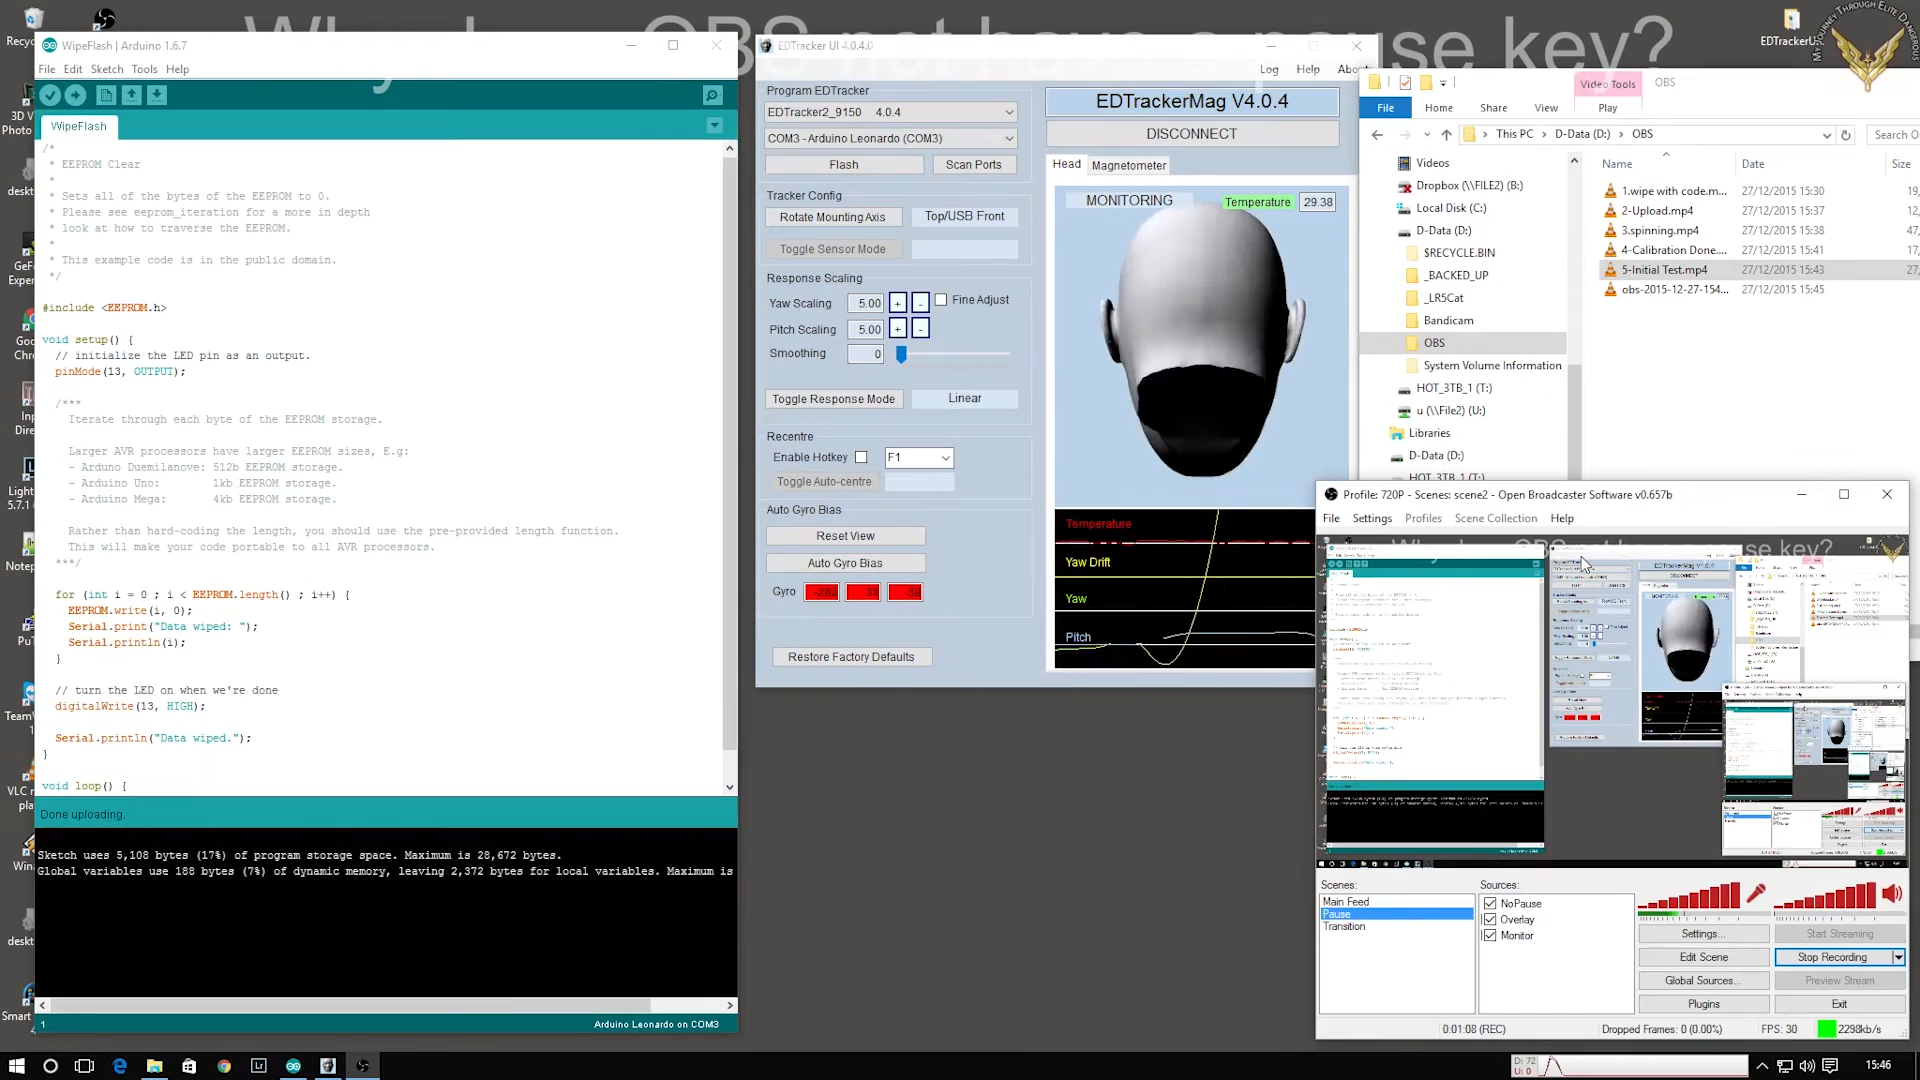 OBS not have a pause key?
MY JOURNEY THROUGH ELITE DANGEROUS
WipeFlash | Arduino 1.6.7
File Edit Sketch Tools Help
WipeFlash
/*
* EEPROM Clear
*
* Sets all of the bytes of the EEPROM to 0.
* Please see eeprom_iteration for a more in depth
* look at how to traverse the EEPROM.
*
* This example code is in the public domain.
*/
#include <EEPROM.h>
void setup() {
// initialize the LED pin as an output.
pinMode(13, OUTPUT);
/***
Iterate through each byte of the EEPROM storage.
Larger AVR processors have larger EEPROM sizes, E.g:
- Arduno Duemilanove: 512b EEPROM storage.
- Arduino Uno: 1kb EEPROM storage.
- Arduino Mega: 4kb EEPROM storage.
Rather than hard-coding the length, you should use the pre-provided length function.
This will make your code portable to all AVR processors.
***/
for (int i = 0 ; i < EEPROM.length() ; i++) {
EEPROM.write(i, 0);
Serial.print("Data wiped: ");
Serial.println(i);
}
// turn the LED on when we're done
digitalWrite(13, HIGH);
Serial.println("Data wiped.");
}
void loop() {
Done uploading.
Sketch uses 5,108 bytes (17%) of program storage space. Maximum is 28,672 bytes.
Global variables use 188 bytes (7%) of dynamic memory, leaving 2,372 bytes for local variables. Maximum is
1
Arduino Leonardo on COM3
EDTracker UI 4.0.4.0
Log Help
Program EDTracker
EDTracker2_9150 4.0.4
COM3 - Arduino Leonardo (COM3)
Flash Scan Ports
Tracker Config
Rotate Mounting Axis Top/USB Front
Toggle Sensor Mode
Response Scaling
Yaw Scaling 5.00 + - Fine Adjust
Pitch Scaling 5.00 + -
Smoothing 0
Toggle Response Mode Linear
Recentre
Enable Hotkey F1
Toggle Auto-centre
Auto Gyro Bias
Reset View
Auto Gyro Bias
Gyro
Restore Factory Defaults
EDTrackerMag V4.0.4
DISCONNECT
Head Magnetometer
MONITORING Temperature 29.38
Temperature
Yaw Drift
Yaw
Pitch
Video Tools OBS
File Home Share View Play
This PC > D-Data (D:) > OBS
Search O
Name Date Size
Videos
Dropbox (\\FILE2) (B:)
Local Disk (C:)
D-Data (D:)
$RECYCLE.BIN
_BACKED_UP
_LR5Cat
Bandicam
OBS
System Volume Information
HOT_3TB_1 (T:)
u (\\File2) (U:)
Libraries
D-Data (D:)
HOT_3TB_1 (T:)
1.wipe with code.m... 27/12/2015 15:30 19,
2-Upload.mp4 27/12/2015 15:37 12,
3.spinning.mp4 27/12/2015 15:38 47,
4-Calibration Done.... 27/12/2015 15:41 17,
5-Initial Test.mp4 27/12/2015 15:43 27,
obs-2015-12-27-154... 27/12/2015 15:45
Profile: 720P - Scenes: scene2 - Open Broadcaster Software v0.657b
File Settings Profiles Scene Collection Help
Scenes:
Main Feed
Pause
Transition
Sources:
NoPause
Overlay
Monitor
Settings... Start Streaming
Edit Scene Stop Recording
Global Sources... Preview Stream
Plugins Exit
0:01:08 (REC) Dropped Frames: 0 (0.00%) FPS: 30 2298kb/s
D: 72
U: 0
15:46